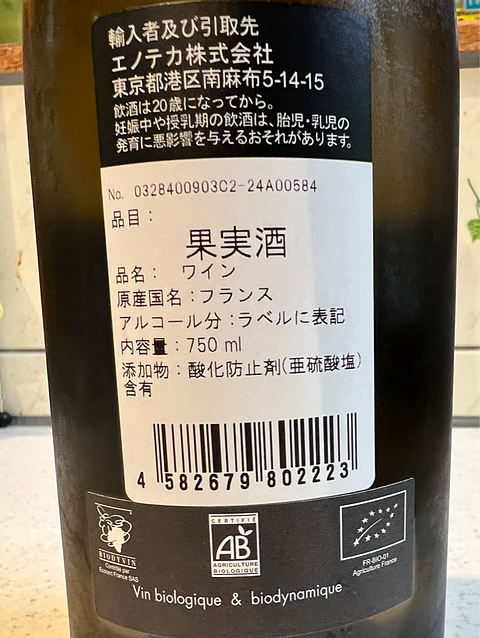 輸入者及び引取先
エノテカ株式会社
東京都港区南麻布5-14-15
飲酒は20歳になってから。
妊娠中や授乳期の飲酒は、胎児・乳児の
発育に悪影響を与えるおそれがあります。
No. 0328400903C2-24A00584
品目：
果実酒
品名： ワイン
原産国名：フランス
アルコール分：ラベルに表記
内容量：750 ml
添加物：酸化防止剤(亜硫酸塩)
含有
4 582679 802223
BIODYVIN
Contrôlé par
Ecocert France SAS
CERTIFIÉ
AB
AGRICULTURE
BIOLOGIQUE
FR-BIO-01
Agriculture France
Vin biologique & biodynamique